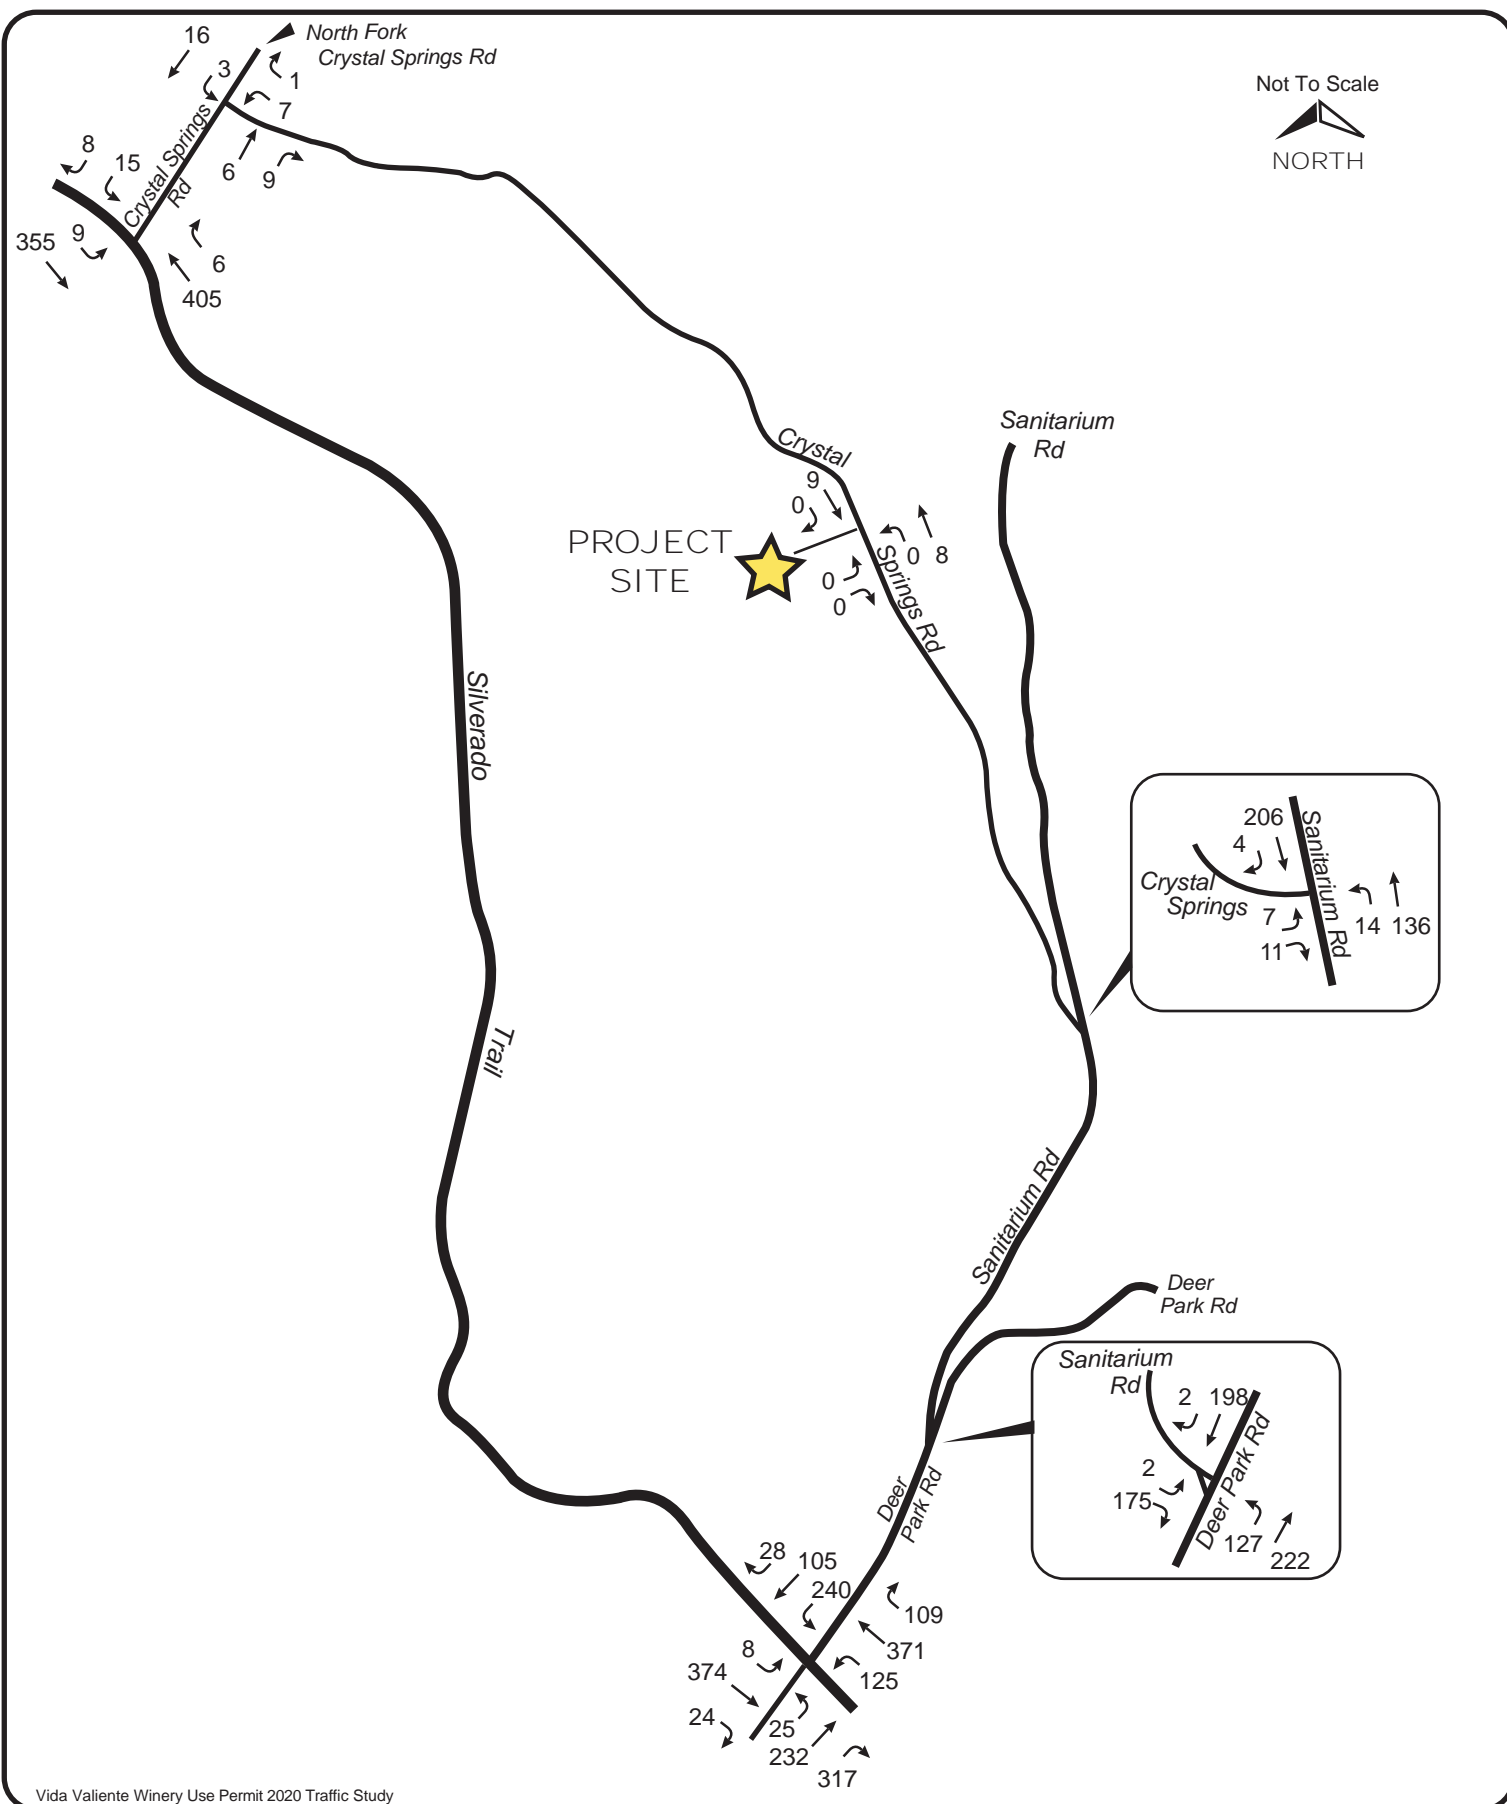 North Fork
Crystal Springs Rd
16
3
1
7
6
9
Crystal Springs
Rd
8
15
355
9
6
405
Not To Scale
NORTH
Crystal
Springs Rd
9
0
0
8
0
0
PROJECT
SITE
Sanitarium
Rd
Silverado
Trail
206
4
Sanitarium Rd
Crystal
Springs
7
11
14
136
Sanitarium Rd
Deer
Park Rd
Sanitarium
Rd
2
198
Deer Park Rd
2
175
127
222
Deer
Park Rd
28
105
240
109
371
125
8
374
24
25
232
317
Vida Valiente Winery Use Permit 2020 Traffic Study